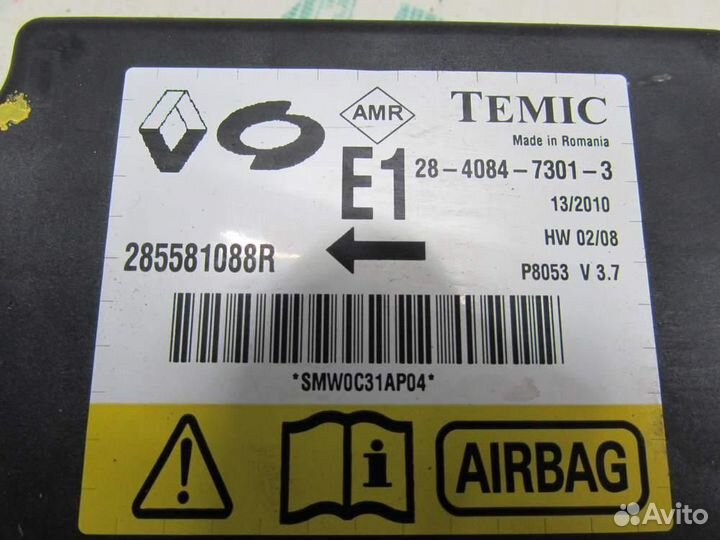 AMR
TEMIC
Made in Romania
E1
28-4084-7301-3
13/2010
HW 02/08
285581088R
P8053 V 3.7
*SMW0C31AP04*
AIRBAG
Avito